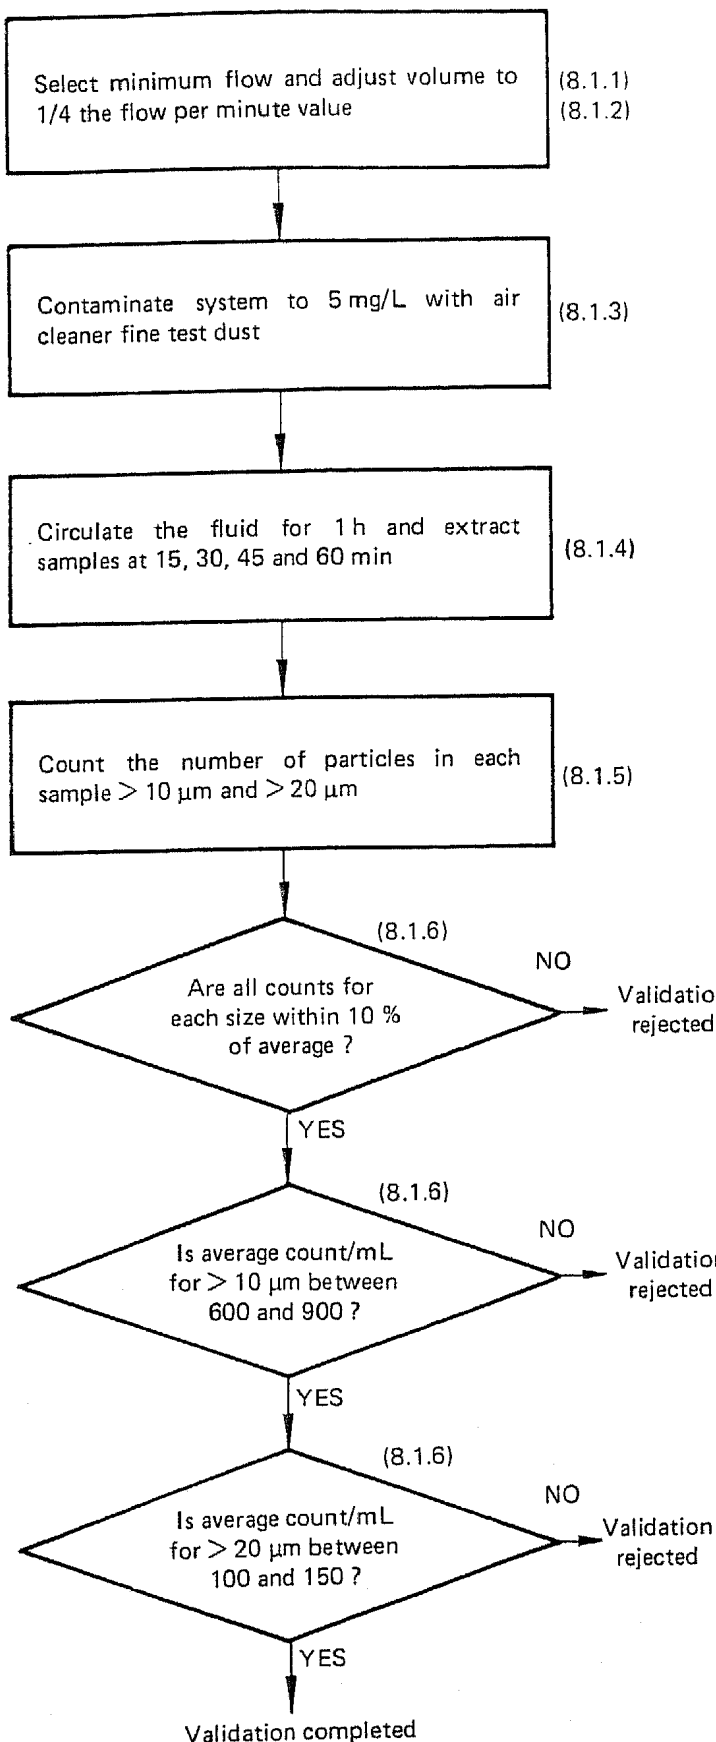 Select minimum flow and adjust volume to
1/4 the flow per minute value
(8.1.1)
(8.1.2)
Contaminate system to 5 mg/L with air
cleaner fine test dust
(8.1.3)
Circulate the fluid for 1 h and extract
samples at 15, 30, 45 and 60 min
(8.1.4)
Count the number of particles in each
sample > 10 μm and > 20 μm
(8.1.5)
(8.1.6)
Are all counts for
each size within 10 %
of average ?
NO
Validatio
rejected
YES
(8.1.6)
Is average count/mL
for > 10 μm between
600 and 900 ?
NO
Validation
rejected
YES
(8.1.6)
Is average count/mL
for > 20 μm between
100 and 150 ?
NO
Validation
rejected
YES
Validation completed